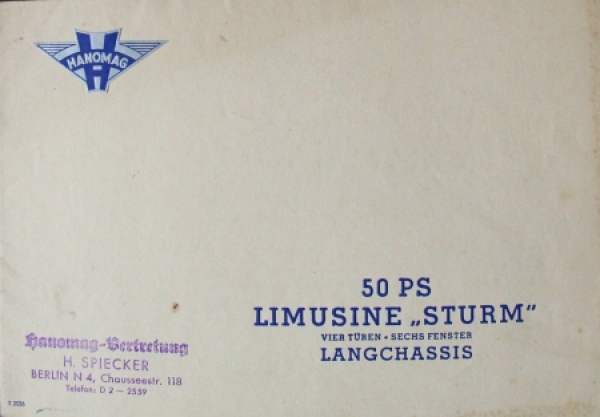 HANOMAG
50 PS
LIMUSINE „STURM"
VIER TÜREN • SECHS FENSTER
LANGCHASSIS
Hanomag-Vertretung
H. SPIECKER
BERLIN N 4, Chausseestr. 118
Telefon: D 2 — 2559